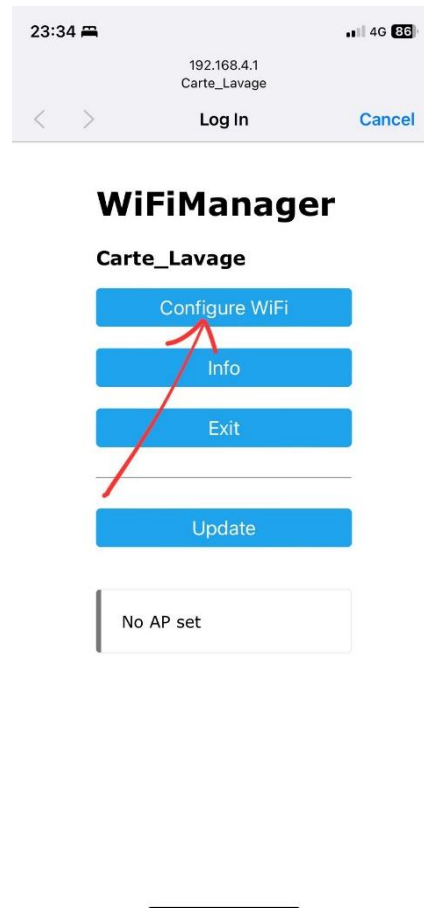 23:34 4G 86
192.168.4.1
Carte_Lavage
Log In Cancel
WiFiManager
Carte_Lavage
Configure WiFi
Info
Exit
Update
No AP set